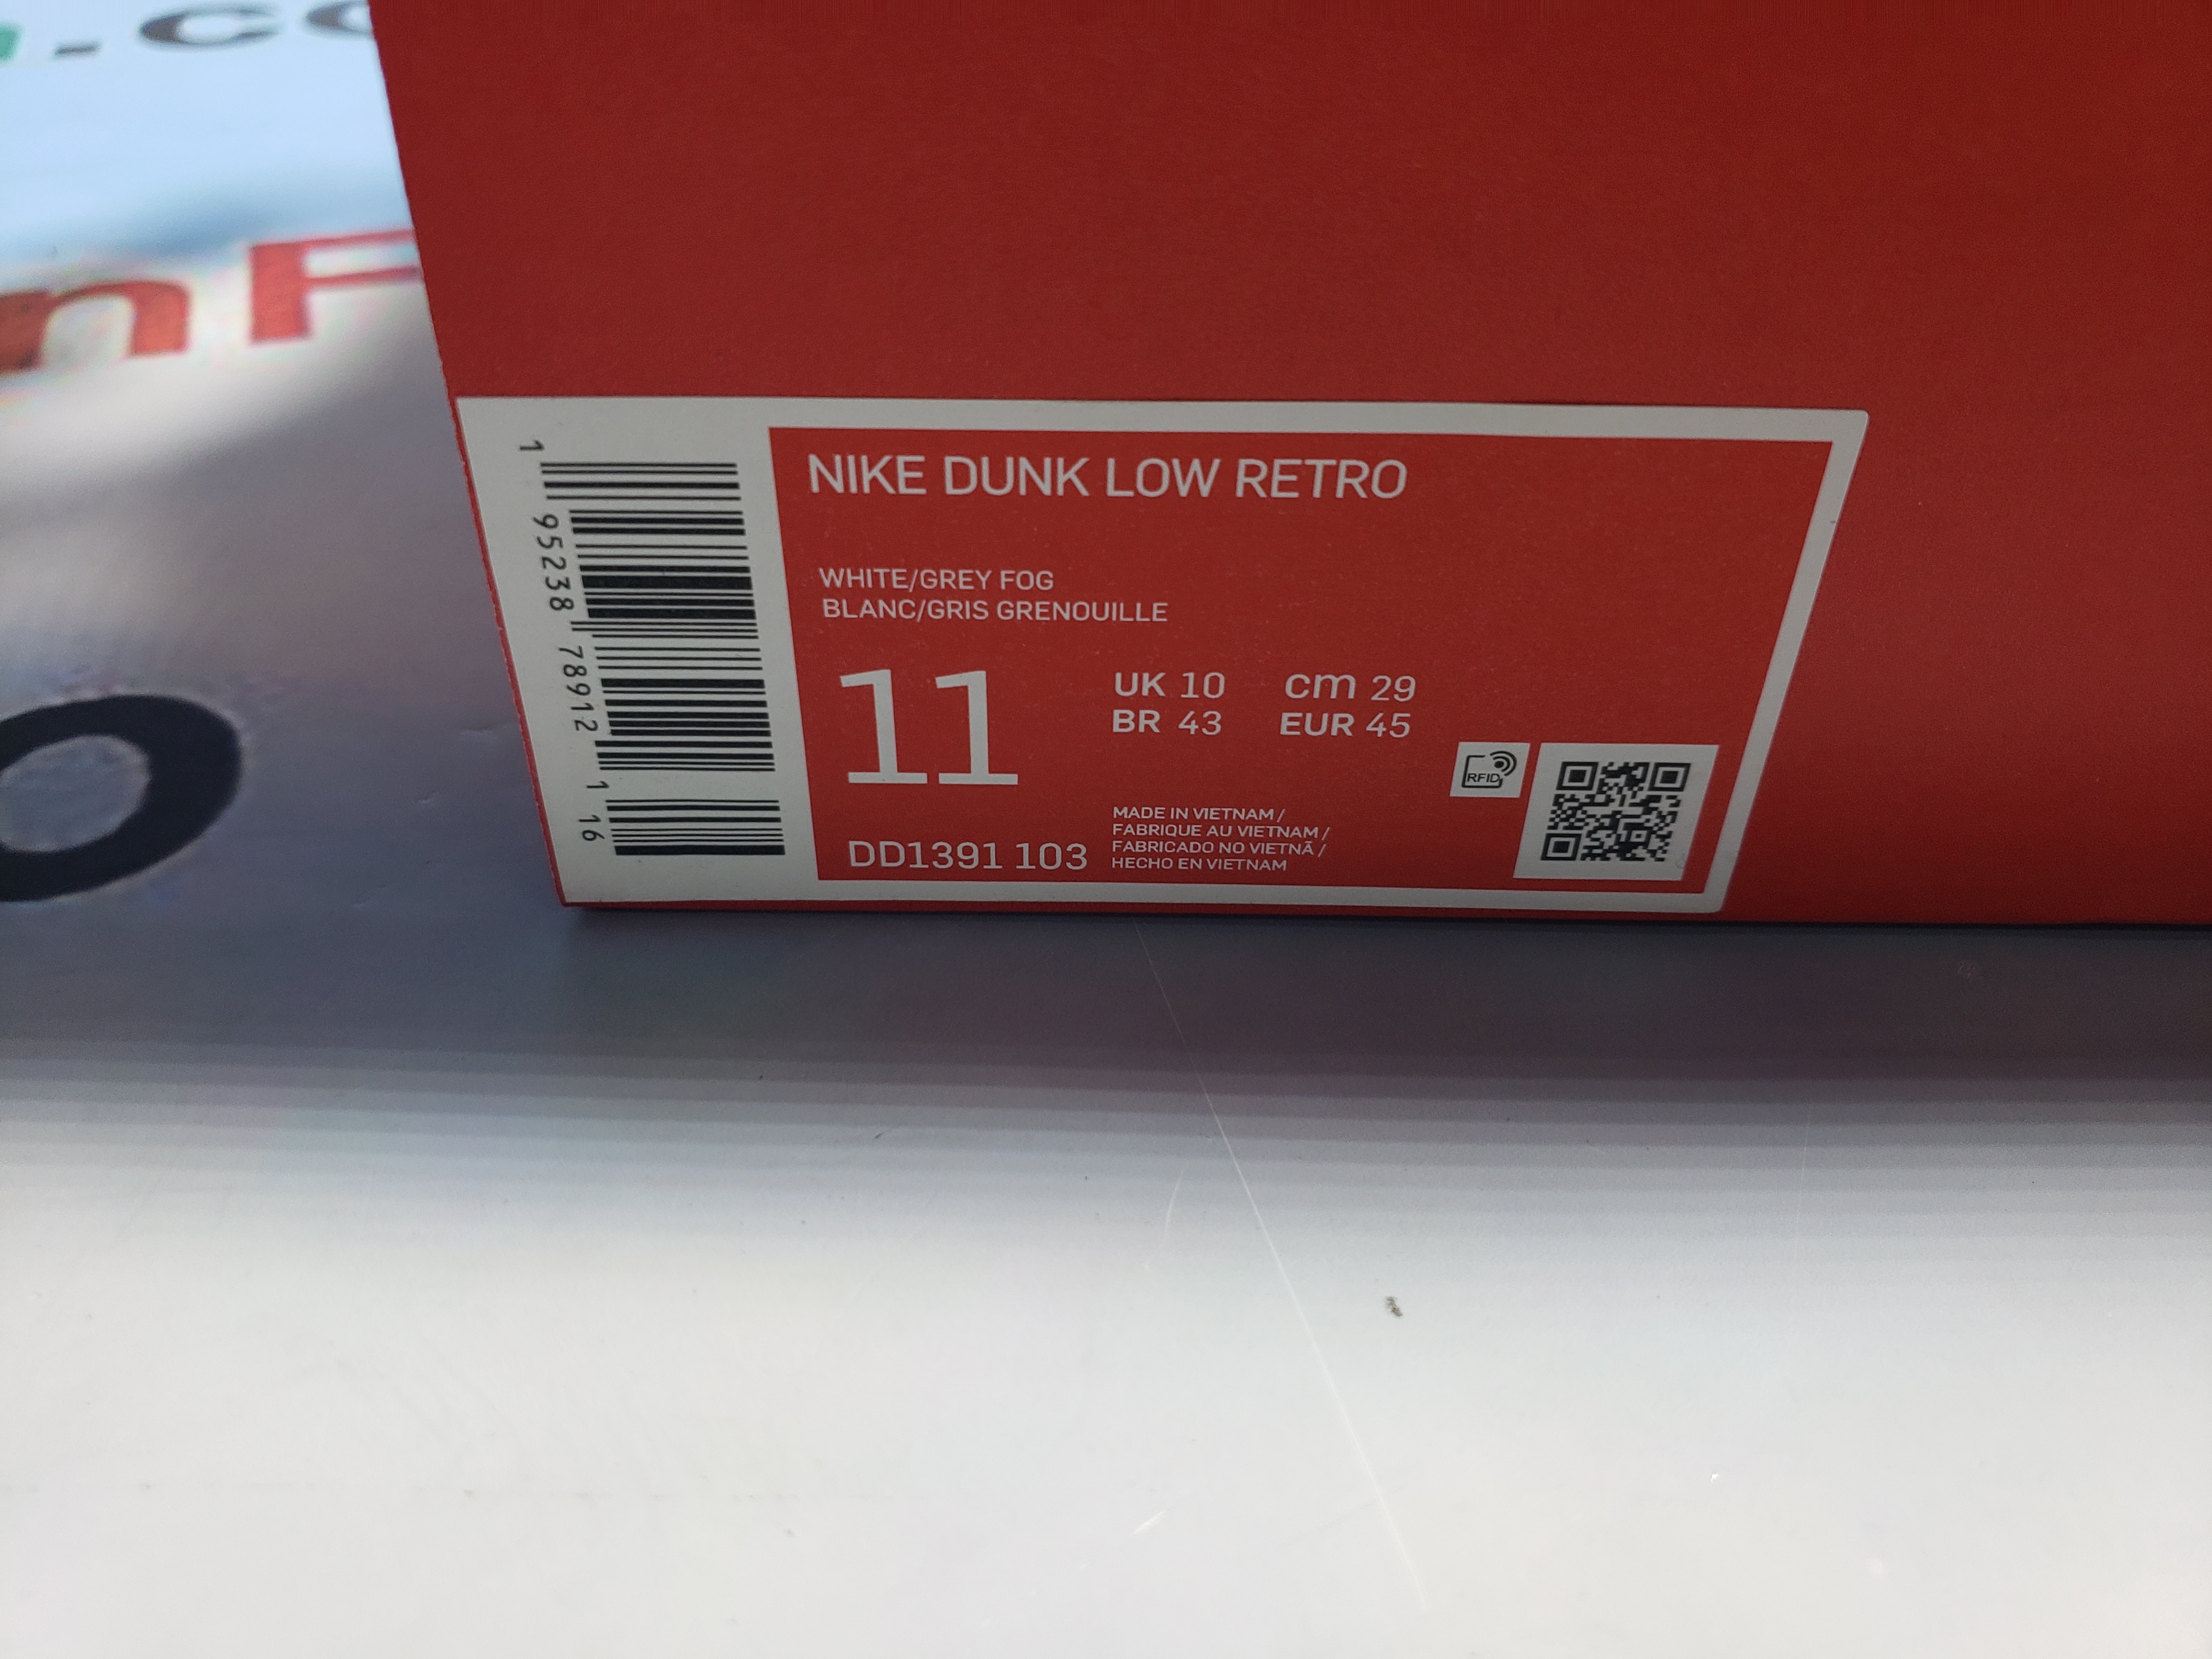 NIKE DUNK LOW RETRO
WHITE/GREY FOG
BLANC/GRIS GRENOUILLE
11
UK 10 cm 29
BR 43 EUR 45
RFID
MADE IN VIETNAM /
FABRIQUE AU VIETNAM /
FABRICADO NO VIETNÃ /
HECHO EN VIETNAM
DD1391 103
1 95238 78912 1 16